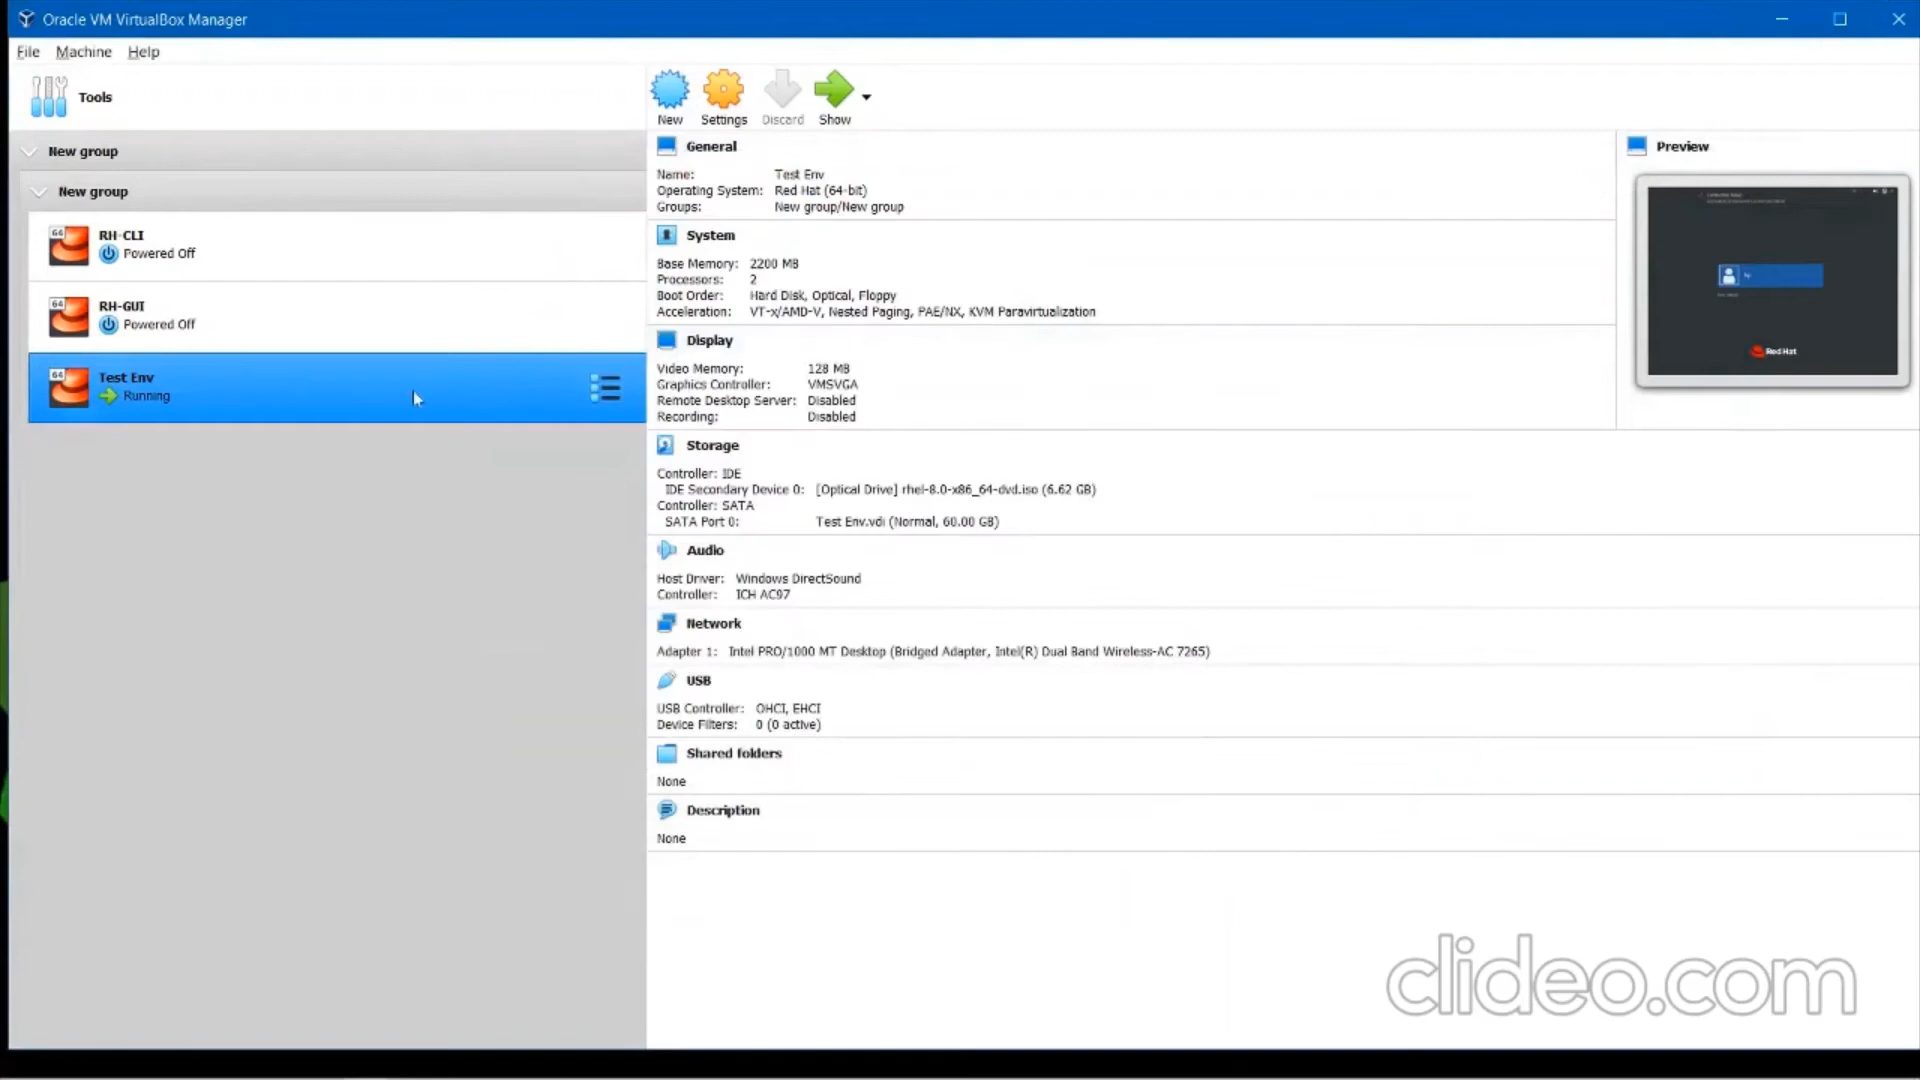 Oracle VM VirtualBox Manager
File Machine Help
Tools
New Settings Discard Show
New group
New group
64
RH-CLI
Powered Off
64
RH-GUI
Powered Off
64
Test Env
Running
General
Name: Test Env
Operating System: Red Hat (64-bit)
Groups: New group/New group
System
Base Memory: 2200 MB
Processors: 2
Boot Order: Hard Disk, Optical, Floppy
Acceleration: VT-x/AMD-V, Nested Paging, PAE/NX, KVM Paravirtualization
Display
Video Memory: 128 MB
Graphics Controller: VMSVGA
Remote Desktop Server: Disabled
Recording: Disabled
Storage
Controller: IDE
IDE Secondary Device 0: [Optical Drive] rhel-8.0-x86_64-dvd.iso (6.62 GB)
Controller: SATA
SATA Port 0: Test Env.vdi (Normal, 60.00 GB)
Audio
Host Driver: Windows DirectSound
Controller: ICH AC97
Network
Adapter 1: Intel PRO/1000 MT Desktop (Bridged Adapter, Intel(R) Dual Band Wireless-AC 7265)
USB
USB Controller: OHCI, EHCI
Device Filters: 0 (0 active)
Shared folders
None
Description
None
Preview
Red Hat
clideo.com